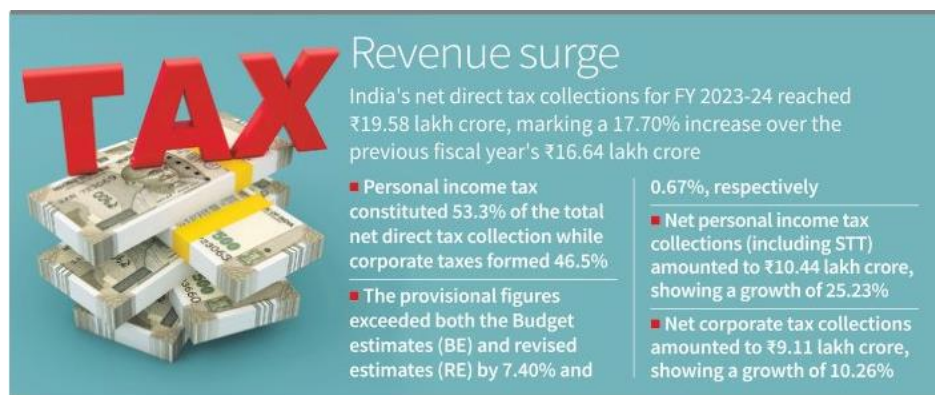 TAX
Revenue surge
India's net direct tax collections for FY 2023-24 reached
₹19.58 lakh crore, marking a 17.70% increase over the
previous fiscal year's ₹16.64 lakh crore
■ Personal income tax
constituted 53.3% of the total
net direct tax collection while
corporate taxes formed 46.5%
■ The provisional figures
exceeded both the Budget
estimates (BE) and revised
estimates (RE) by 7.40% and
0.67%, respectively
■ Net personal income tax
collections (including STT)
amounted to ₹10.44 lakh crore,
showing a growth of 25.23%
■ Net corporate tax collections
amounted to ₹9.11 lakh crore,
showing a growth of 10.26%